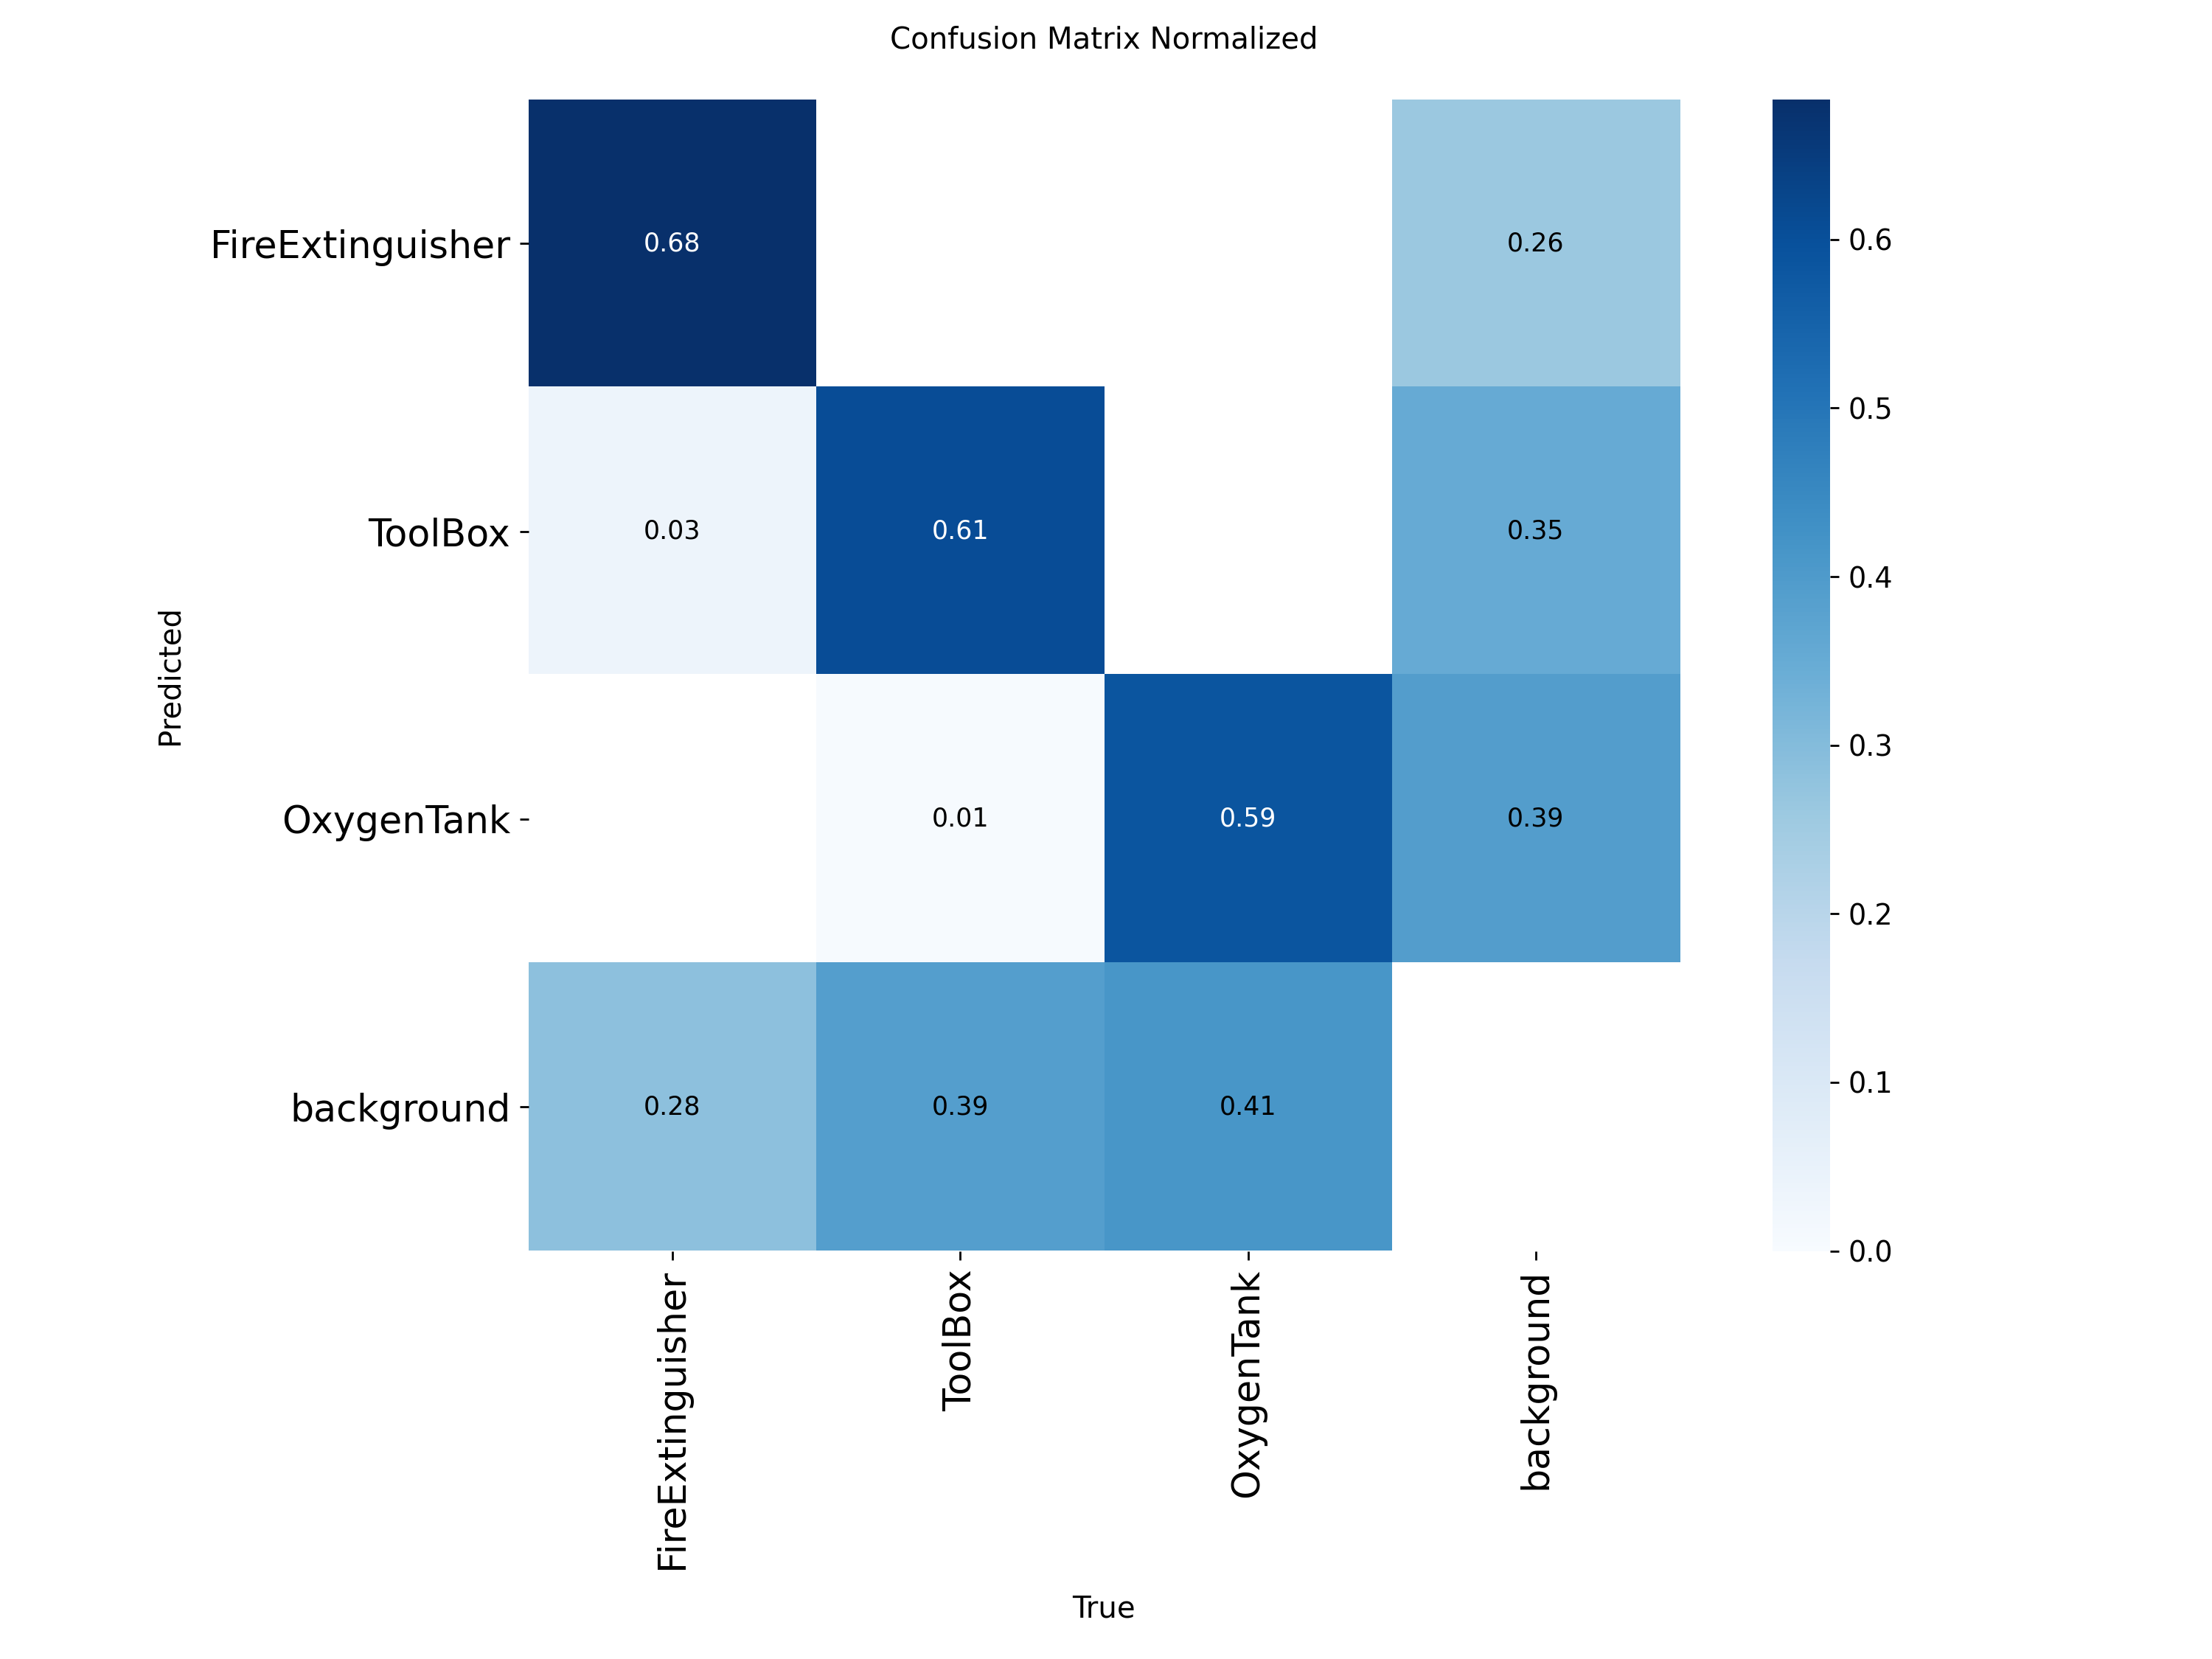 Confusion Matrix Normalized
FireExtinguisher
0.68
0.26
0.6
0.5
ToolBox
0.03
0.61
0.35
0.4
Predicted
0.3
OxygenTank
0.01
0.59
0.39
0.2
background
0.28
0.39
0.41
0.1
0.0
FireExtinguisher
ToolBox
OxygenTank
background
True